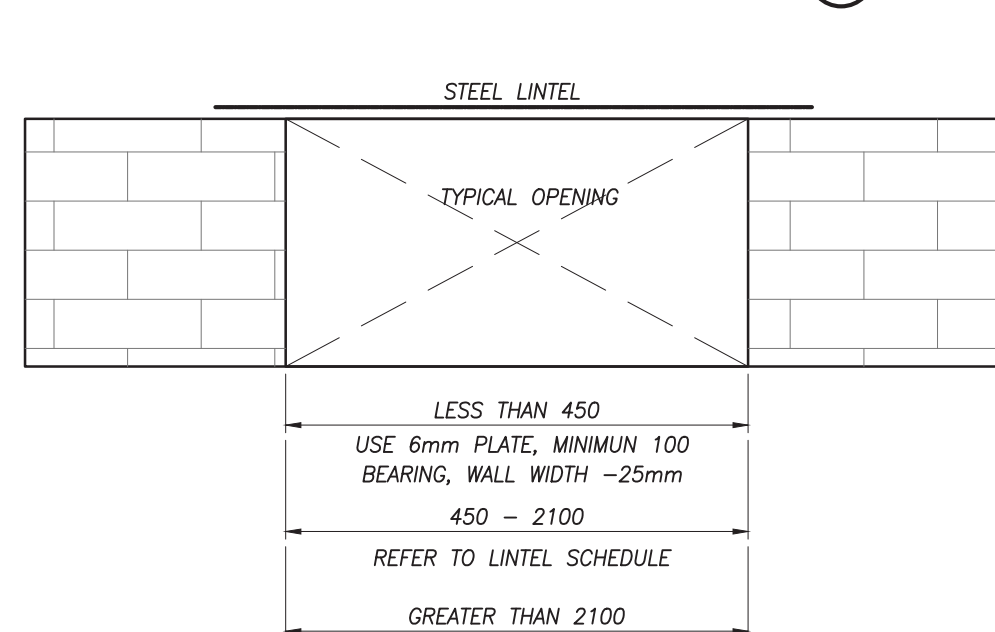 STEEL LINTEL
TYPICAL OPENING
LESS THAN 450
USE 6mm PLATE, MINIMUN 100
BEARING, WALL WIDTH -25mm
450 - 2100
REFER TO LINTEL SCHEDULE
GREATER THAN 2100